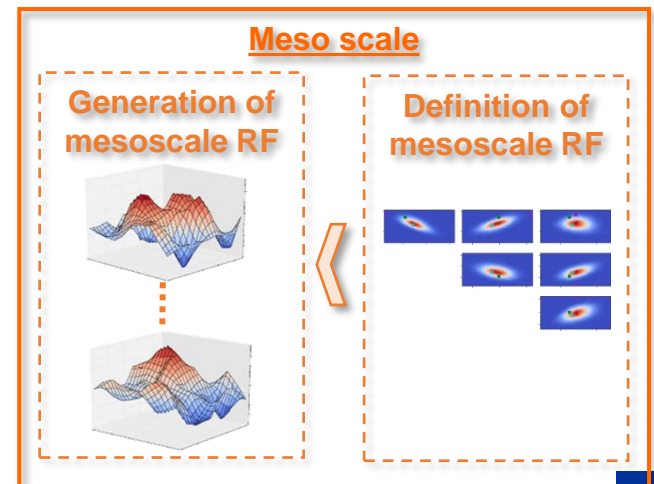 Meso scale
Generation of
mesoscale RF
Definition of
mesoscale RF